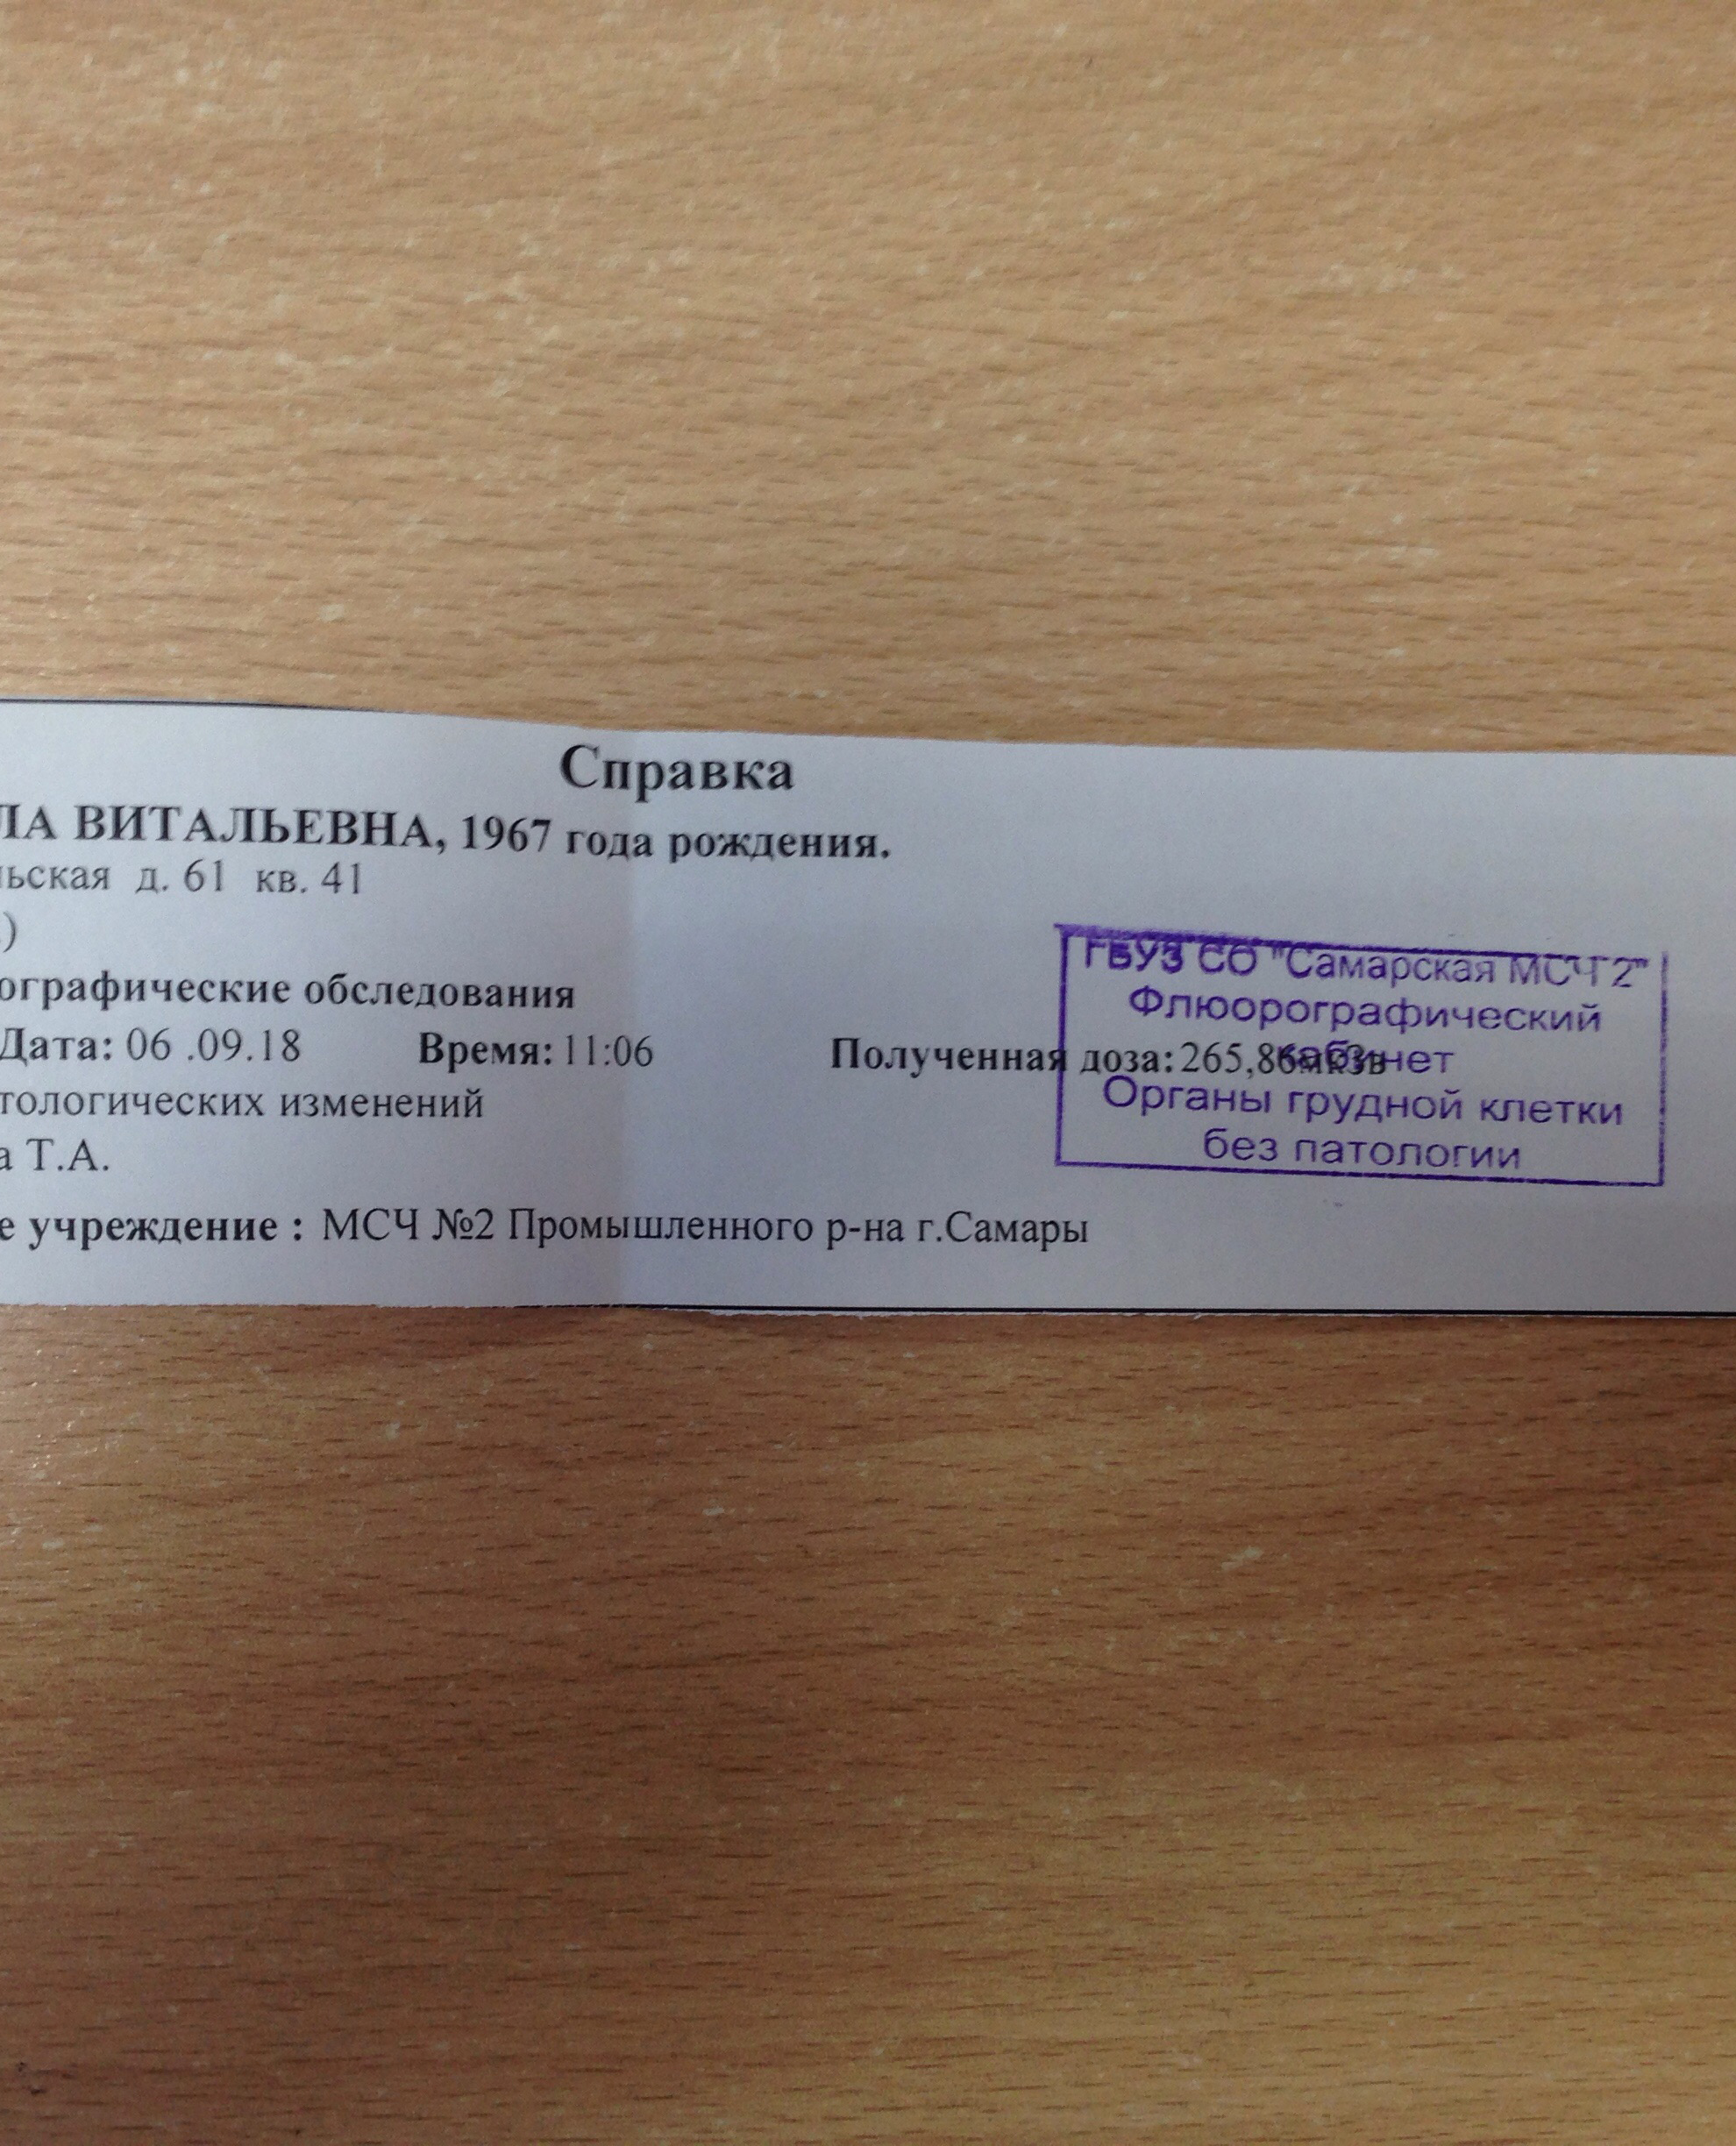 Справка
ЛА ВИТАЛЬЕВНА, 1967 года рождения.
льская д. 61 кв. 41
.)
ографические обследования
Дата: 06 .09.18 Время: 11:06 Полученная доза: 265,86мкЗв
тологических изменений
а Т.А.
е учреждение : МСЧ №2 Промышленного р-на г.Самары
ГБУЗ СО "Самарская МСЧ 2"
Флюорографический
кабинет
Органы грудной клетки
без патологии